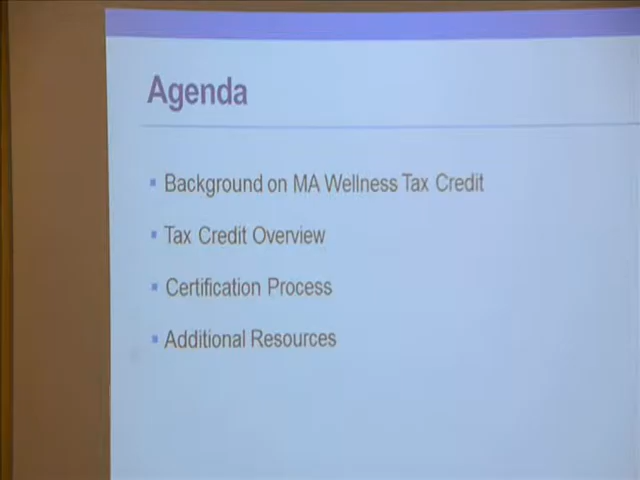 Agenda
Background on MA Wellness Tax Credit
Tax Credit Overview
Certification Process
Additional Resources